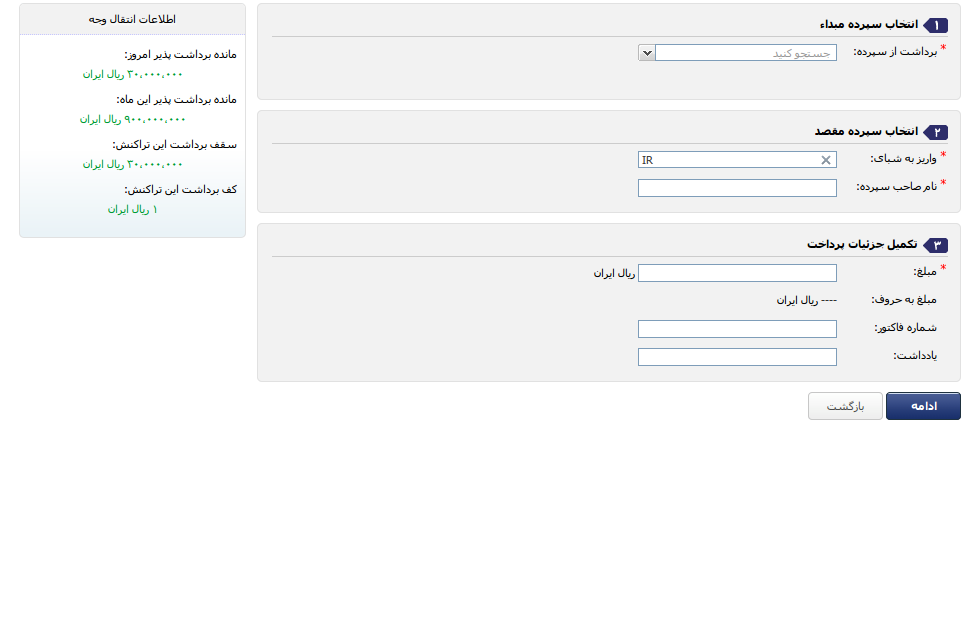 ۱ انتخاب سپرده مبداء
* برداشت از سپرده: جستجو کنید
۲ انتخاب سپرده مقصد
* واریز به شبای: IR
* نام صاحب سپرده:
۳ تکمیل جزئیات پرداخت
* مبلغ: ریال ایران
مبلغ به حروف: ---- ریال ایران
شماره فاکتور:
یادداشت:
ادامه بازگشت
اطلاعات انتقال وجه
مانده برداشت پذیر امروز:
۳۰،۰۰۰،۰۰۰ ریال ایران
مانده برداشت پذیر این ماه:
۹۰۰،۰۰۰،۰۰۰ ریال ایران
سقف برداشت این تراکنش:
۳۰،۰۰۰،۰۰۰ ریال ایران
کف برداشت این تراکنش:
۱ ریال ایران